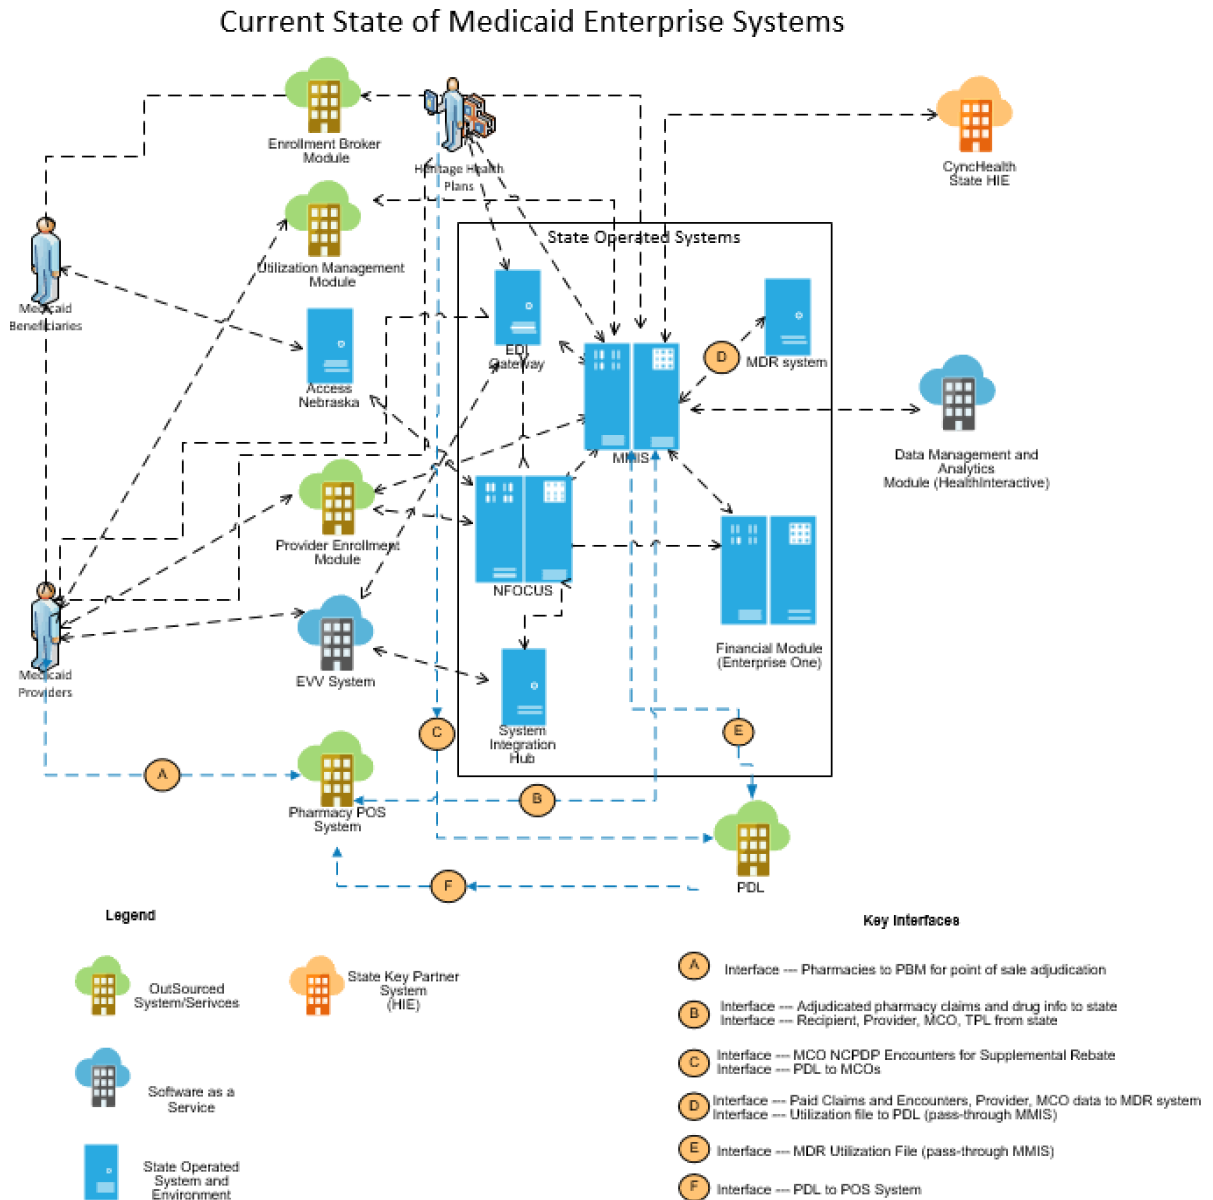 Current State of Medicaid Enterprise Systems
Enrollment Broker
Module
Heritage Health
Plans
CyncHealth
State HIE
State Operated Systems
Utilization Management
Module
Medicaid
Beneficiaries
EDI
Gateway
D
MDR system
Access
Nebraska
MMIS
Data Management and
Analytics
Module (HealthInteractive)
Provider Enrollment
Module
NFOCUS
Financial Module
(Enterprise One)
Medicaid
Providers
EVV System
System
Integration
Hub
C
E
A
B
Pharmacy POS
System
F
PDL
Legend
OutSourced
System/Serivces
State Key Partner
System
(HIE)
Software as a
Service
State Operated
System and
Environment
Key Interfaces
A
Interface --- Pharmacies to PBM for point of sale adjudication
B
Interface --- Adjudicated pharmacy claims and drug info to state
Interface --- Recipient, Provider, MCO, TPL from state
C
Interface --- MCO NCPDP Encounters for Supplemental Rebate
Interface --- PDL to MCOs
D
Interface --- Paid Claims and Encounters, Provider, MCO data to MDR system
Interface --- Utilization file to PDL (pass-through MMIS)
E
Interface --- MDR Utilization File (pass-through MMIS)
F
Interface --- PDL to POS System